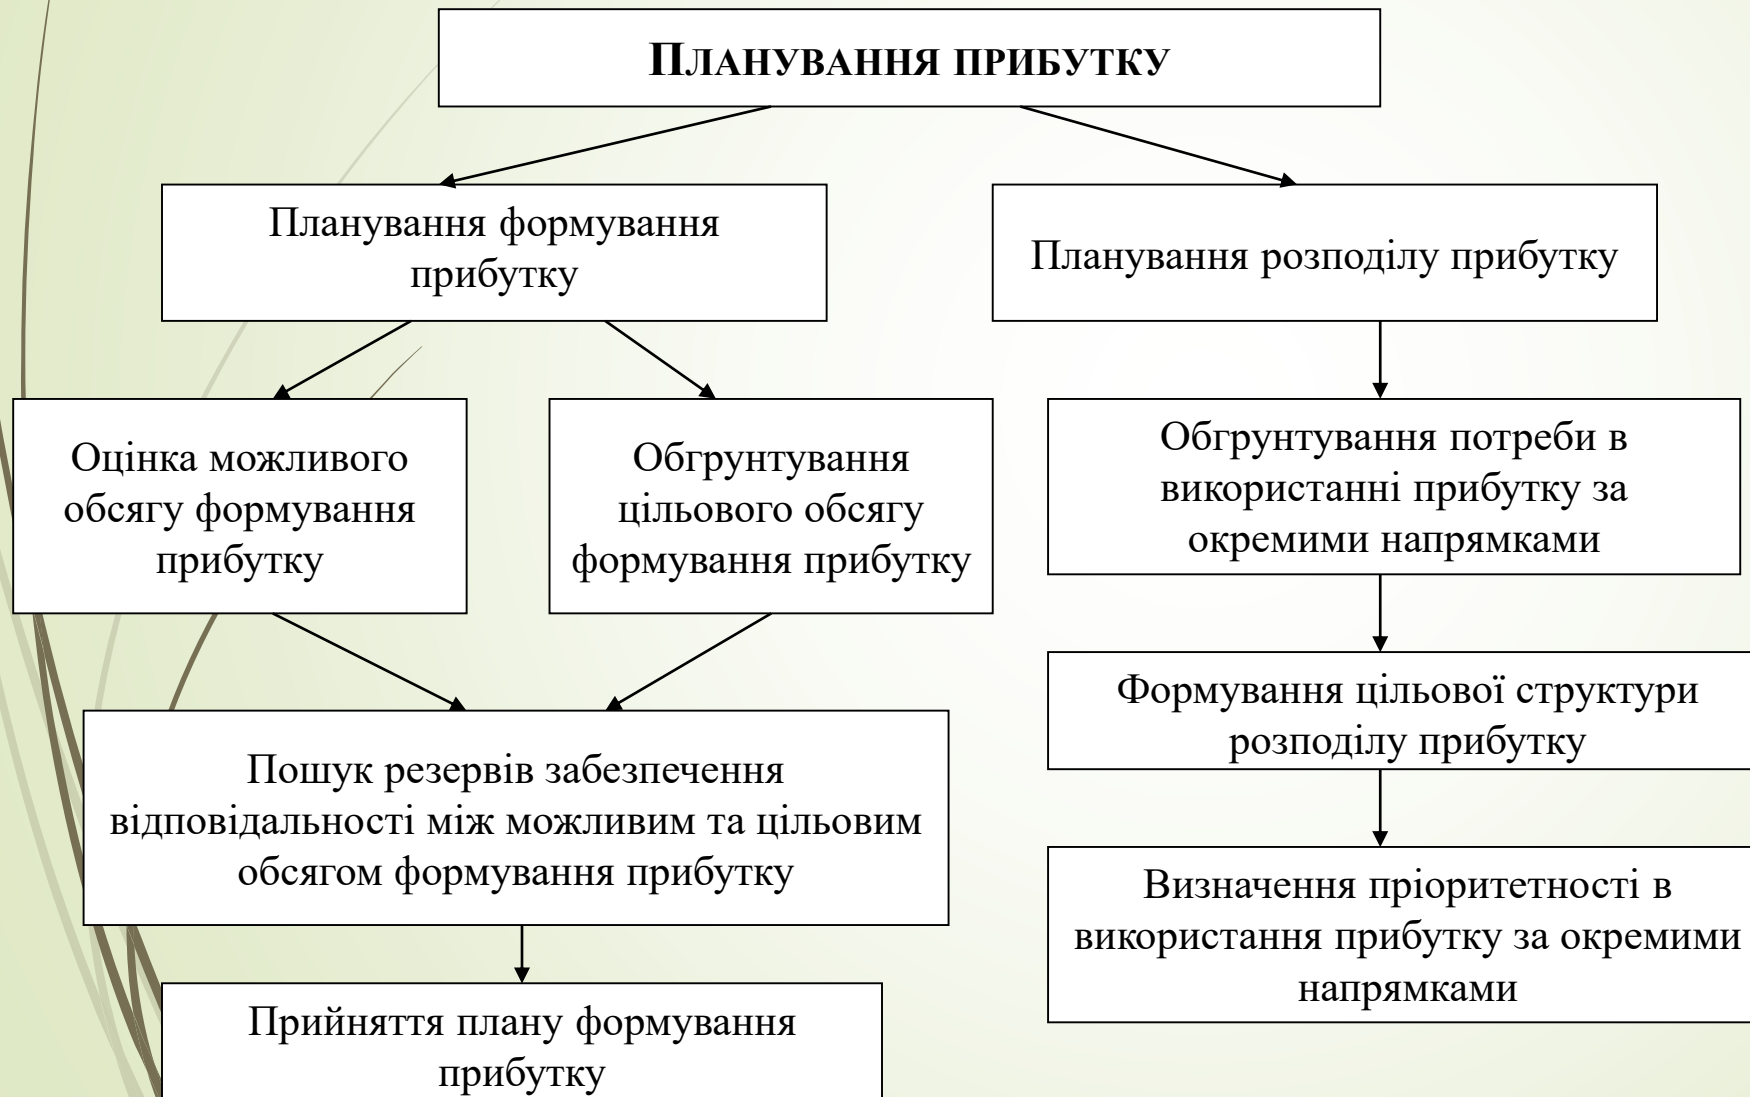 ПЛАНУВАННЯ ПРИБУТКУ
Планування формування
прибутку
Планування розподілу прибутку
Оцінка можливого
обсягу формування
прибутку
Обгрунтування
цільового обсягу
формування прибутку
Обгрунтування потреби в
використанні прибутку за
окремими напрямками
Формування цільової структури
розподілу прибутку
Пошук резервів забезпечення
відповідальності між можливим та цільовим
обсягом формування прибутку
Визначення пріоритетності в
використання прибутку за окремими
напрямками
Прийняття плану формування
прибутку